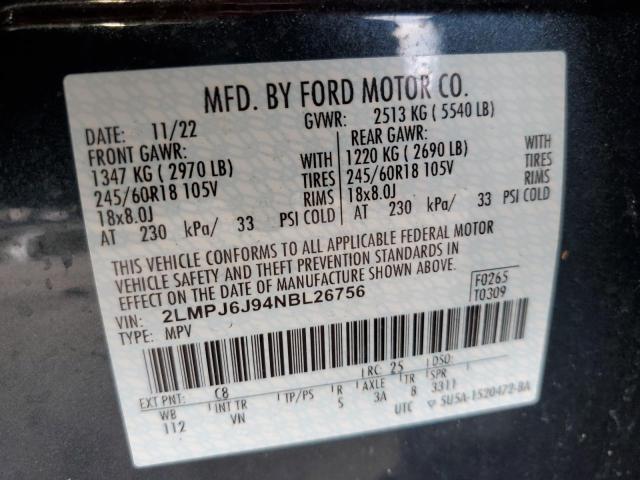 MFD. BY FORD MOTOR CO.
DATE: 11/22 GVWR: 2513 KG ( 5540 LB)
FRONT GAWR: REAR GAWR:
1347 KG ( 2970 LB) WITH 1220 KG ( 2690 LB) WITH
245/60R18 105V TIRES 245/60R18 105V TIRES
18x8.0J RIMS 18x8.0J RIMS
AT 230 kPa/ 33 PSI COLD AT 230 kPa/ 33 PSI COLD
THIS VEHICLE CONFORMS TO ALL APPLICABLE FEDERAL MOTOR
VEHICLE SAFETY AND THEFT PREVENTION STANDARDS IN
EFFECT ON THE DATE OF MANUFACTURE SHOWN ABOVE.
VIN: 2LMPJ6J94NBL26756 F0265
TYPE: MPV T0309
EXT PNT: C8 RC: 25 DSO:
WB INT TR TP/PS R AXLE TR SPR
112 VN S 3A 8 3311
UTC ▽ SU5A-1520472-BA